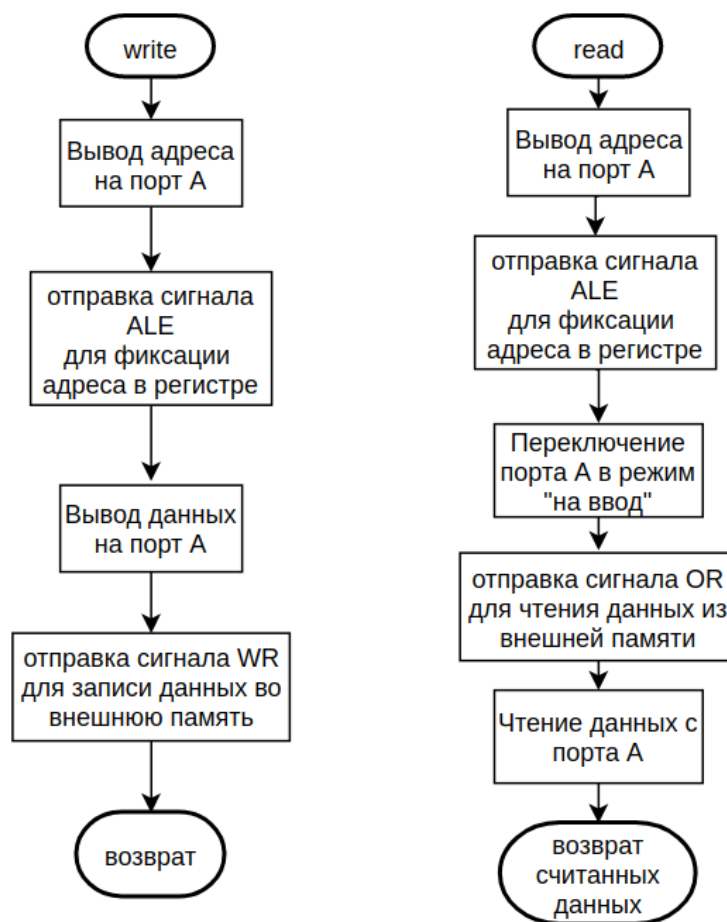 write
Вывод адреса
на порт А
отправка сигнала
ALE
для фиксации
адреса в регистре
Вывод данных
на порт А
отправка сигнала WR
для записи данных во
внешнюю память
возврат
read
Вывод адреса
на порт А
отправка сигнала
ALE
для фиксации
адреса в регистре
Переключение
порта А в режим
"на ввод"
отправка сигнала OR
для чтения данных из
внешней памяти
Чтение данных с
порта А
возврат
считанных
данных